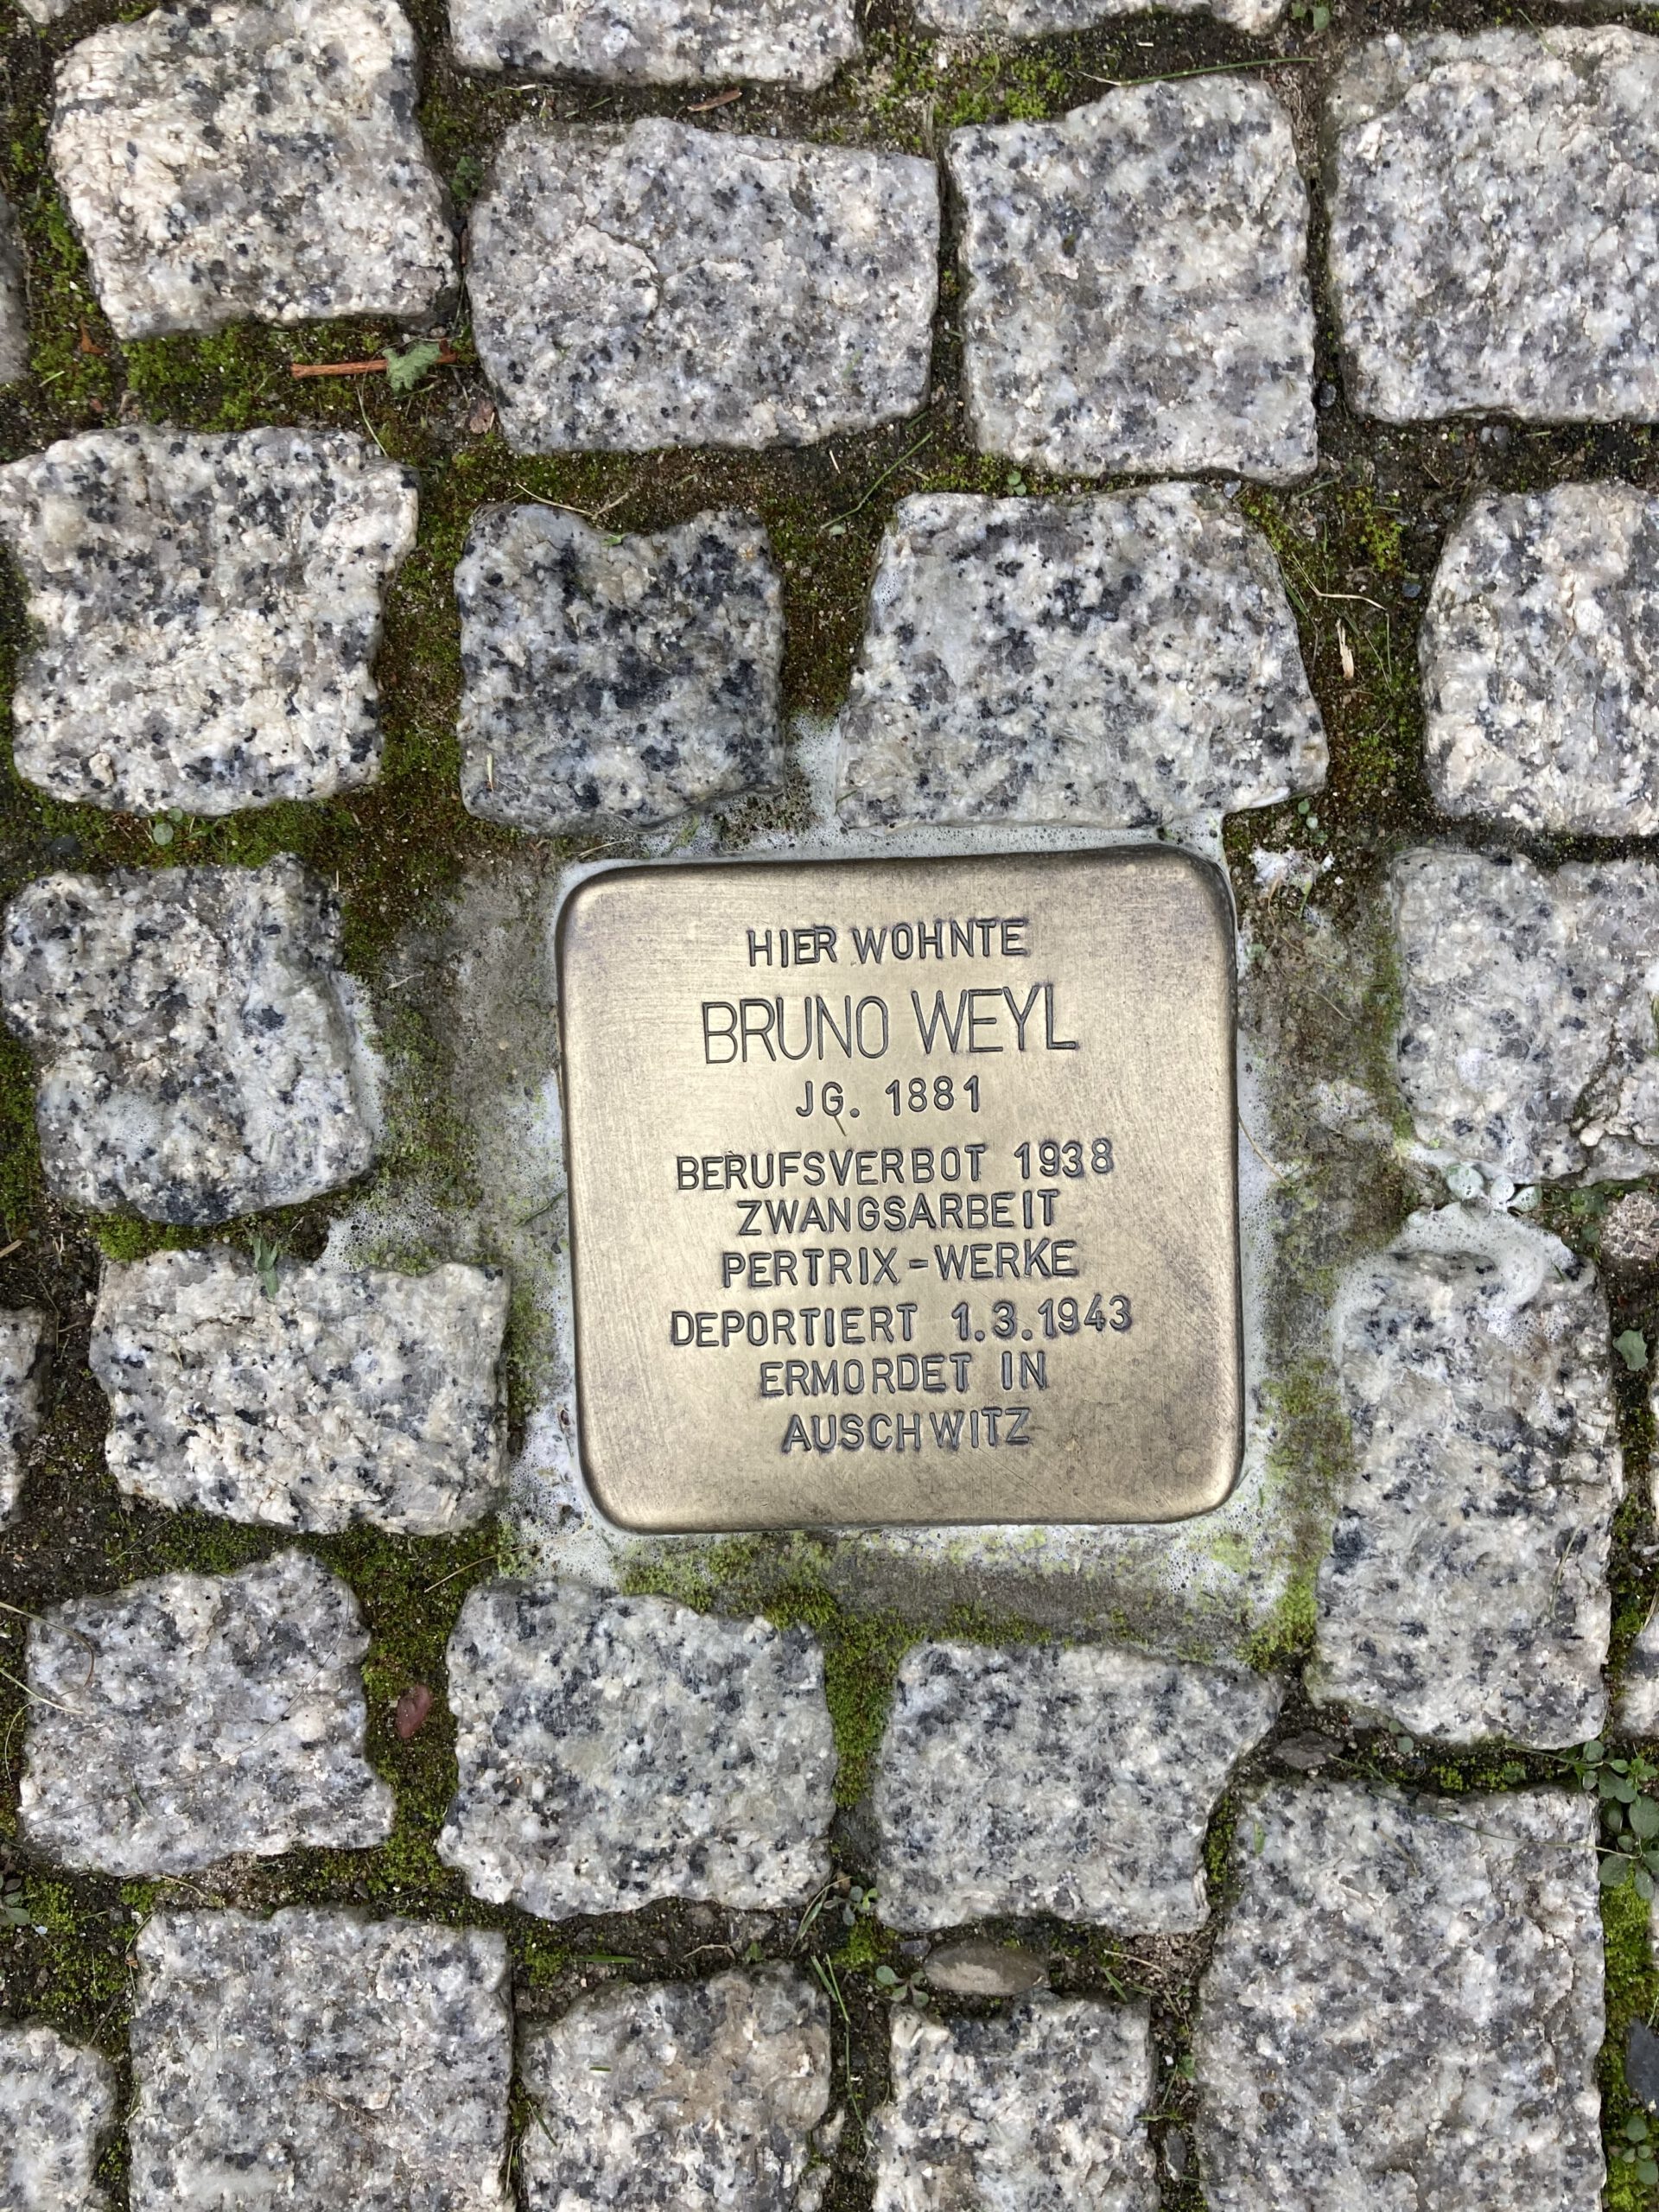 HIER WOHNTE
BRUNO WEYL
JG. 1881
BERUFSVERBOT 1938
ZWANGSARBEIT
PERTRIX-WERKE
DEPORTIERT 1.3.1943
ERMORDET IN
AUSCHWITZ